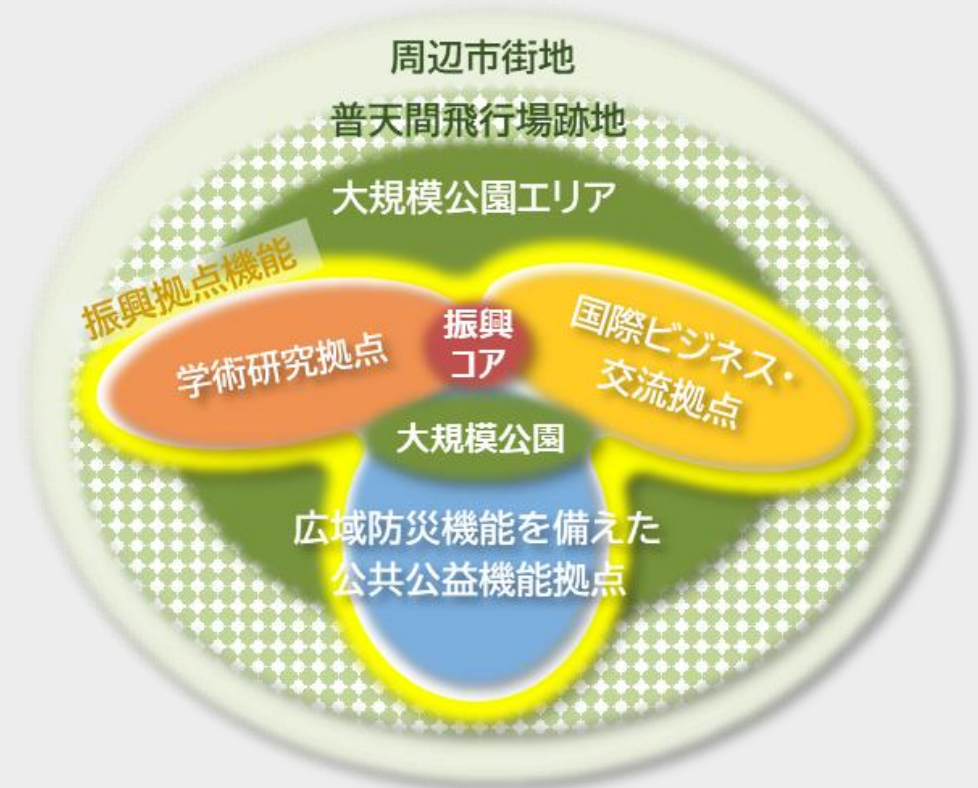 周辺市街地
普天間飛行場跡地
大規模公園エリア
振興拠点機能
学術研究拠点
振興
コア
国際ビジネス・
交流拠点
大規模公園
広域防災機能を備えた
公共公益機能拠点